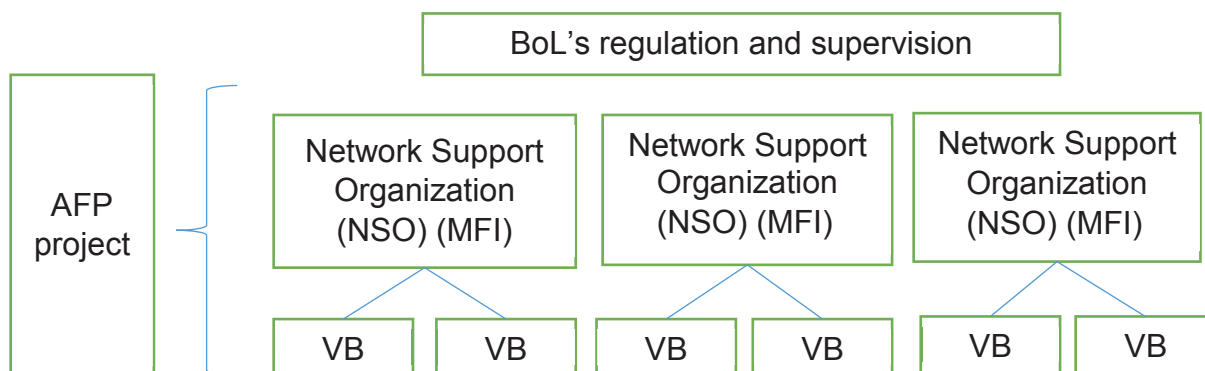 BoL’s regulation and supervision
AFP
project
Network Support
Organization
(NSO) (MFI)
Network Support
Organization
(NSO) (MFI)
Network Support
Organization
(NSO) (MFI)
VB
VB
VB
VB
VB
VB